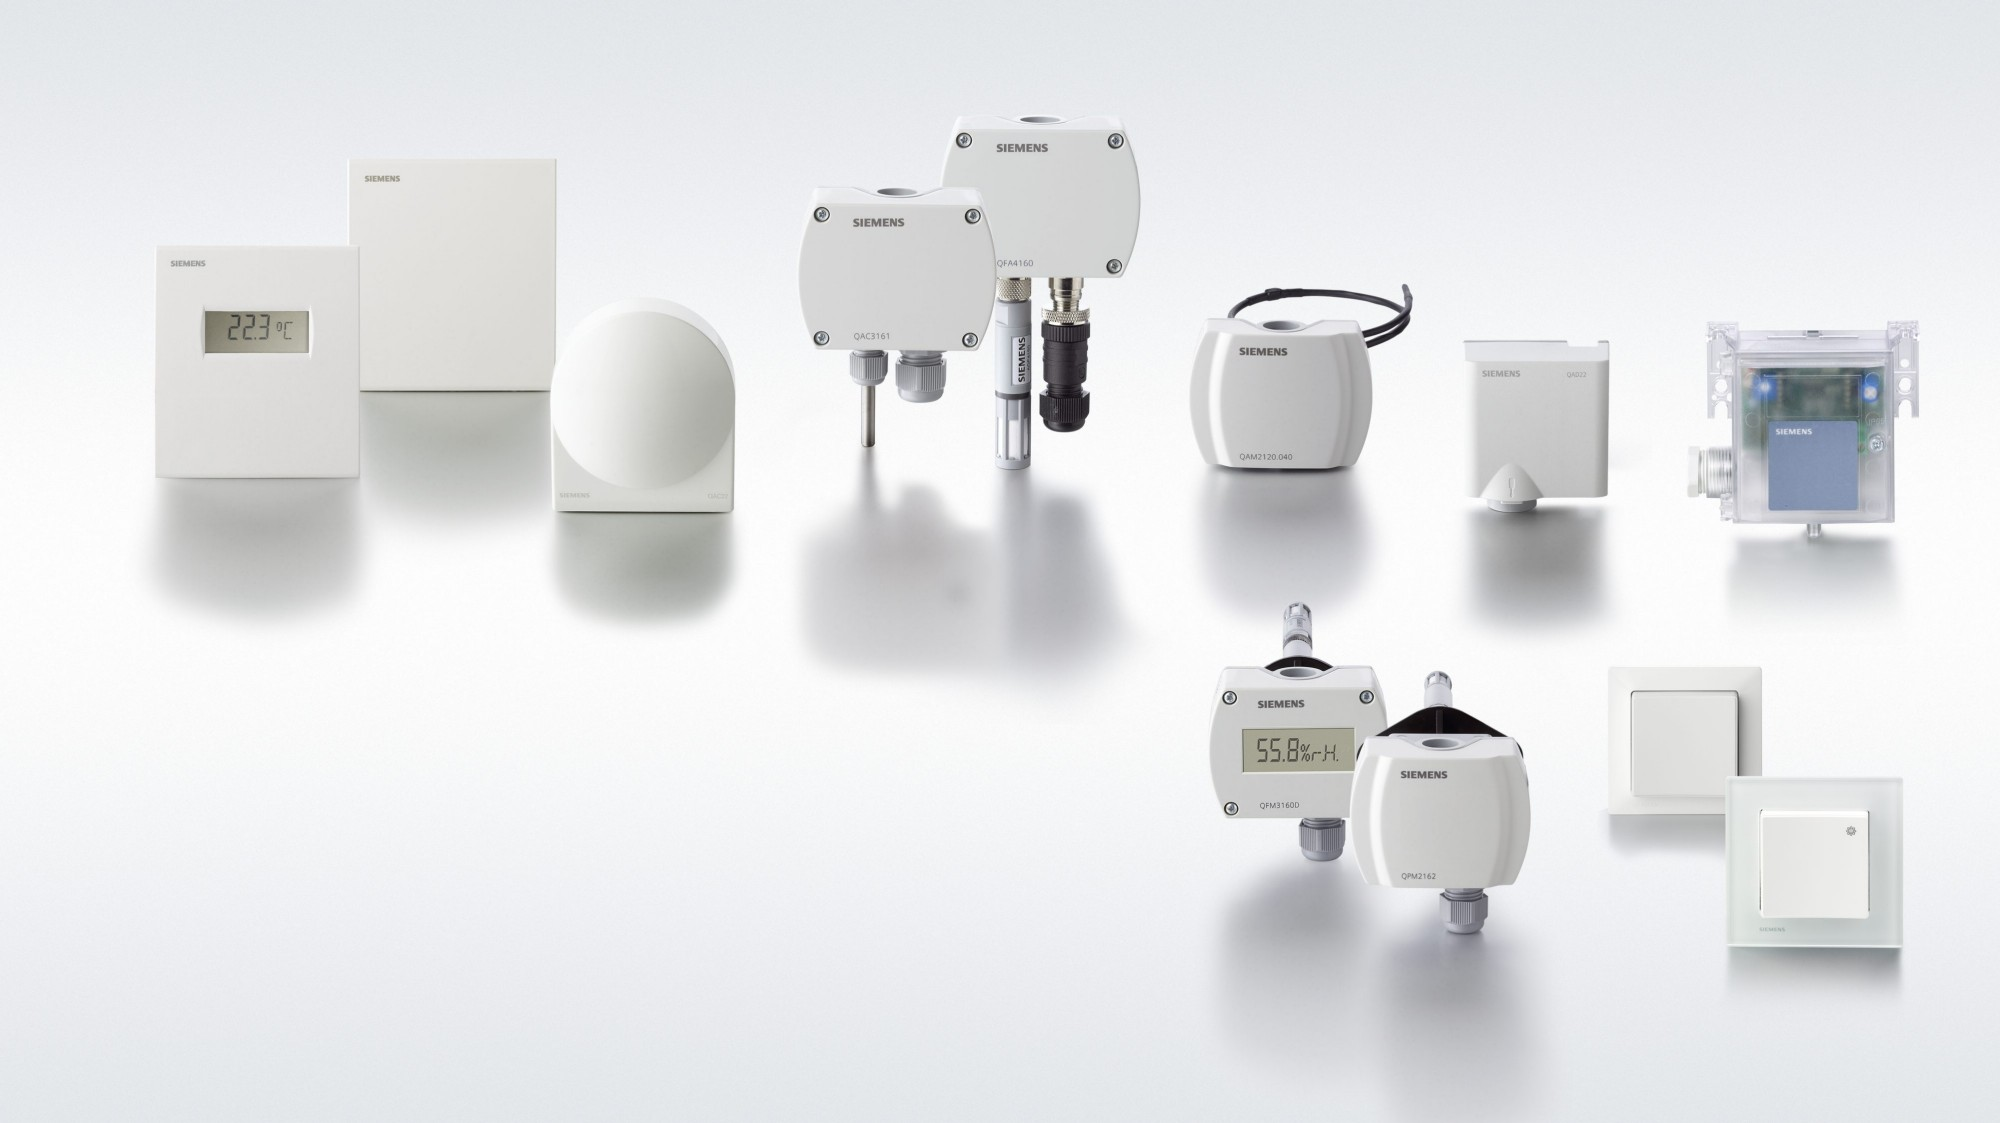 SIEMENS
SIEMENS
22.3 °C
SIEMENS
SIEMENS
QFA4160
SIEMENS
QAC3161
SIEMENS
SIEMENS
QAM2120.040
SIEMENS QAD22
SIEMENS
SIEMENS
55.8%r.H.
QFM3160D
SIEMENS
QPM2162
SIEMENS